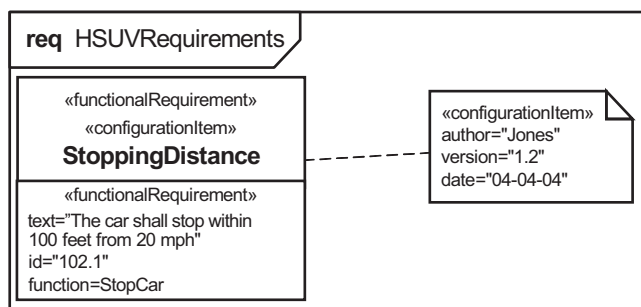 req HSUVRequirements
«functionalRequirement»
«configurationItem»
StoppingDistance
«functionalRequirement»
text=”The car shall stop within
100 feet from 20 mph"
id="102.1"
function=StopCar
«configurationItem»
author="Jones"
version="1.2"
date="04-04-04"